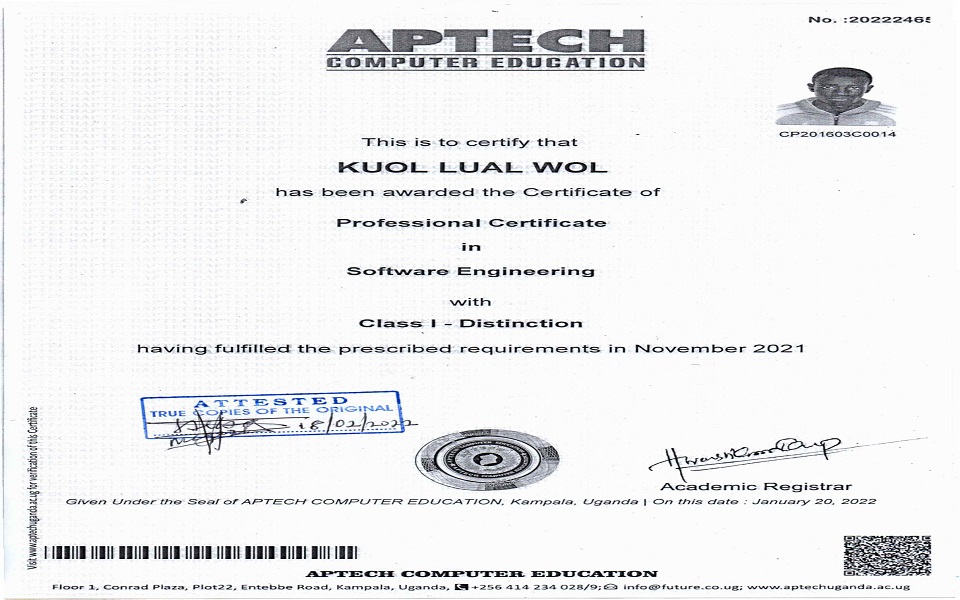 No. :20222465
APTECH
COMPUTER EDUCATION
CP201603C0014
This is to certify that
KUOL LUAL WOL
has been awarded the Certificate of
Professional Certificate
in
Software Engineering
with
Class I - Distinction
having fulfilled the prescribed requirements in November 2021
ATTESTED
TRUE COPIES OF THE ORIGINAL
18/02/2022
Academic Registrar
Given Under the Seal of APTECH COMPUTER EDUCATION, Kampala, Uganda | On this date : January 20, 2022
Visit www.aptechuganda.ac.ug for verification of this Certificate
APTECH COMPUTER EDUCATION
Floor 1, Conrad Plaza, Plot22, Entebbe Road, Kampala, Uganda, +256 414 234 028/9; info@future.co.ug; www.aptechuganda.ac.ug